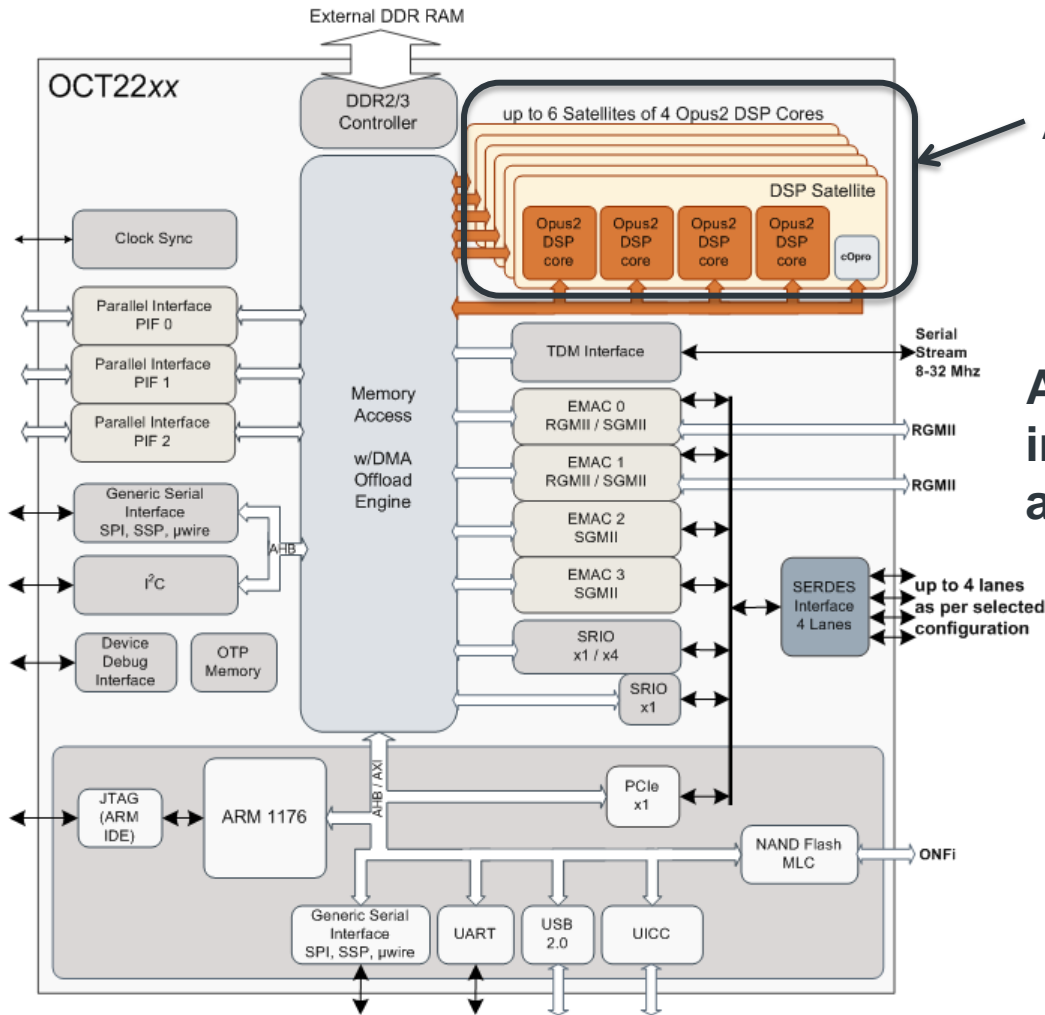 External DDR RAM
OCT22xx
DDR2/3
Controller
up to 6 Satellites of 4 Opus2 DSP Cores
DSP Satellite
Opus2
DSP
core
Opus2
DSP
core
Opus2
DSP
core
Opus2
DSP
core
cOpro
Clock Sync
Parallel Interface
PIF 0
Parallel Interface
PIF 1
Parallel Interface
PIF 2
Generic Serial
Interface
SPI, SSP, µwire
AHB
I²C
Device
Debug
Interface
OTP
Memory
Memory
Access
w/DMA
Offload
Engine
TDM Interface
Serial
Stream
8-32 Mhz
EMAC 0
RGMII / SGMII
RGMII
EMAC 1
RGMII / SGMII
RGMII
EMAC 2
SGMII
EMAC 3
SGMII
SRIO
x1 / x4
SRIO
x1
SERDES
Interface
4 Lanes
up to 4 lanes
as per selected
configuration
AHB / AXI
JTAG
(ARM
IDE)
ARM 1176
PCIe
x1
NAND Flash
MLC
ONFi
Generic Serial
Interface
SPI, SSP, µwire
UART
USB
2.0
UICC